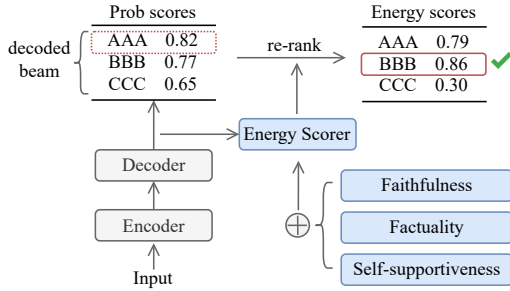 Prob scores
Energy scores
decoded
beam
AAA 0.82
BBB 0.77
CCC 0.65
re-rank
AAA 0.79
BBB 0.86
CCC 0.30
Energy Scorer
Decoder
Encoder
Input
Faithfulness
Factuality
Self-supportiveness